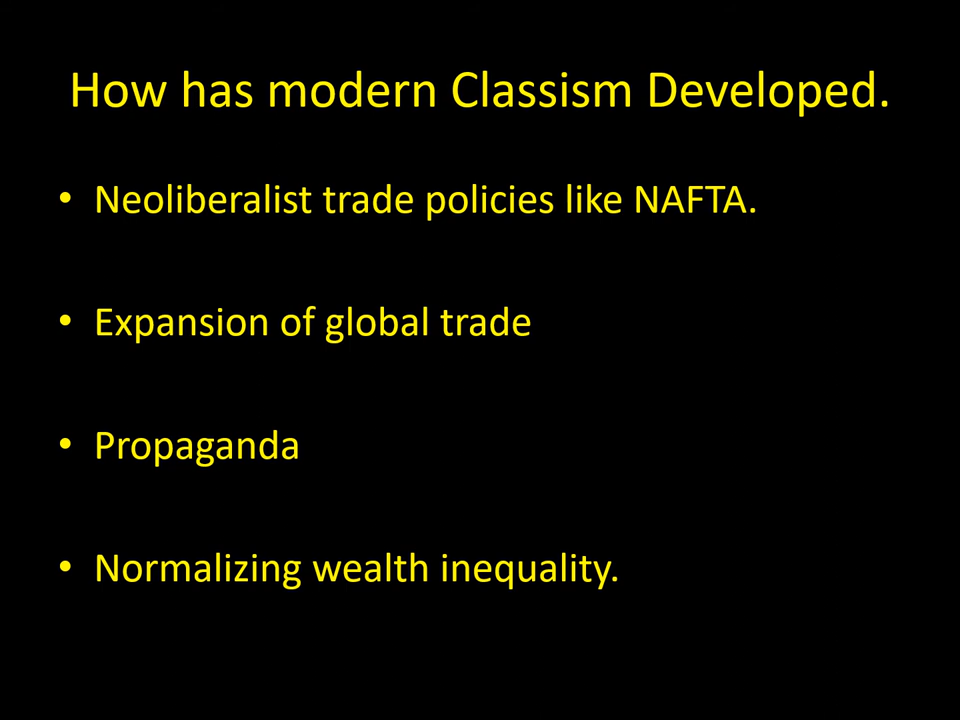 How has modern Classism Developed.
• Neoliberalist trade policies like NAFTA.
• Expansion of global trade
• Propaganda
• Normalizing wealth inequality.